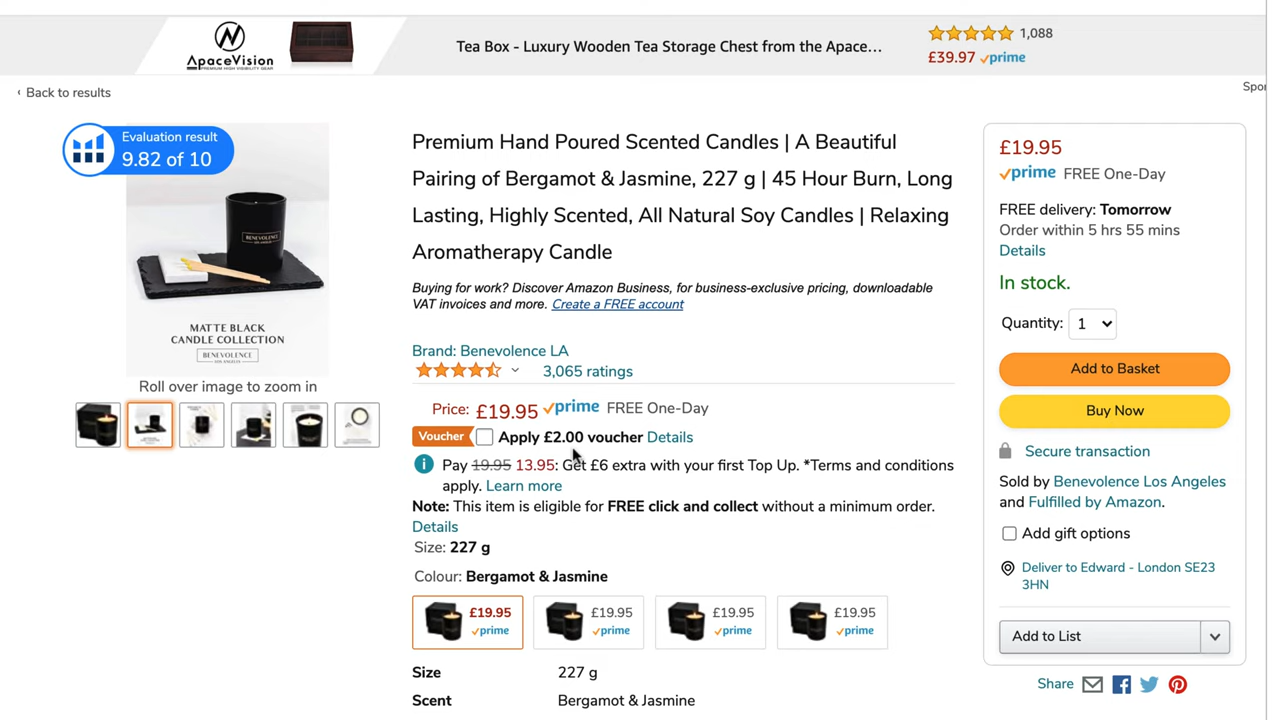 ApaceVision
PREMIUM HIGH VISIBILITY GEAR
Tea Box - Luxury Wooden Tea Storage Chest from the Apace…
1,088
£39.97 prime
‹ Back to results
Spor
Evaluation result
9.82 of 10
BENEVOLENCE
MATTE BLACK
CANDLE COLLECTION
BENEVOLENCE
LOS ANGELES
Roll over image to zoom in
Premium Hand Poured Scented Candles | A Beautiful
Pairing of Bergamot & Jasmine, 227 g | 45 Hour Burn, Long
Lasting, Highly Scented, All Natural Soy Candles | Relaxing
Aromatherapy Candle
Buying for work? Discover Amazon Business, for business-exclusive pricing, downloadable
VAT invoices and more. Create a FREE account
Brand: Benevolence LA
3,065 ratings
Price: £19.95 prime FREE One-Day
Voucher Apply £2.00 voucher Details
Pay 19.95 13.95: Get £6 extra with your first Top Up. *Terms and conditions
apply. Learn more
Note: This item is eligible for FREE click and collect without a minimum order.
Details
Size: 227 g
Colour: Bergamot & Jasmine
£19.95 £19.95 £19.95 £19.95
prime prime prime prime
Size 227 g
Scent Bergamot & Jasmine
£19.95
prime FREE One-Day
FREE delivery: Tomorrow
Order within 5 hrs 55 mins
Details
In stock.
Quantity: 1
Add to Basket
Buy Now
Secure transaction
Sold by Benevolence Los Angeles
and Fulfilled by Amazon.
Add gift options
Deliver to Edward - London SE23
3HN
Add to List
Share